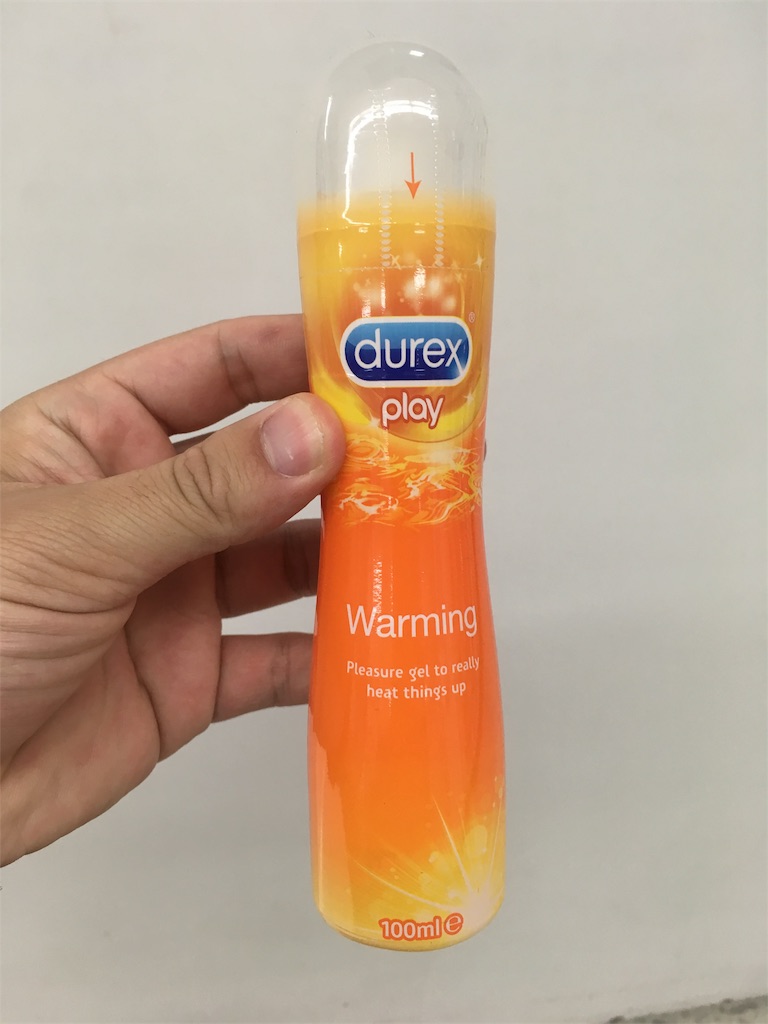 durex®
play
Warming
Pleasure gel to really
heat things up
100ml ℮